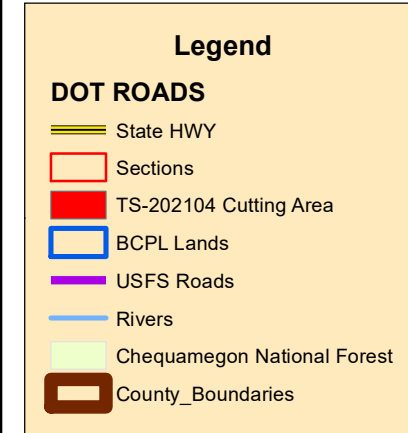 Legend
DOT ROADS
State HWY
Sections
TS-202104 Cutting Area
BCPL Lands
USFS Roads
Rivers
Chequamegon National Forest
County_Boundaries